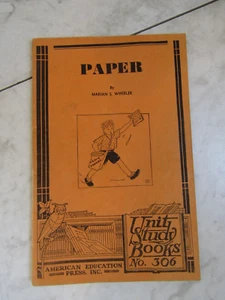 PAPER
By
MARIAN E. WHEELER
Unit
Study
Books
No. 306
AMERICAN EDUCATION
PRESS, INC.